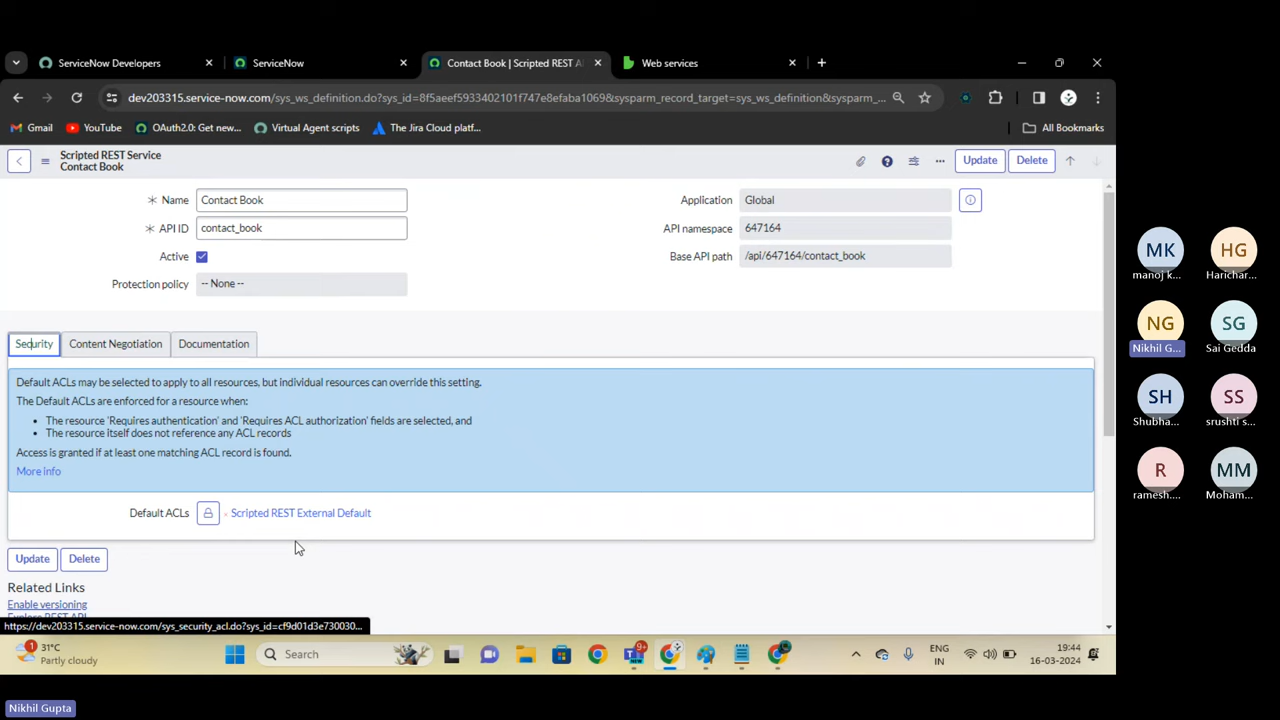 ServiceNow Developers
ServiceNow
Contact Book | Scripted REST A
Web services
dev203315.service-now.com/sys_ws_definition.do?sys_id=8f5aeef5933402101f747e8efaba1069&sysparm_record_target=sys_ws_definition&sysparm_...
Gmail
YouTube
OAuth2.0: Get new...
Virtual Agent scripts
The Jira Cloud platf...
All Bookmarks
Scripted REST Service
Contact Book
Update
Delete
Name
Contact Book
Application
Global
API ID
contact_book
API namespace
647164
Active
Base API path
/api/647164/contact_book
Protection policy
-- None --
Security
Content Negotiation
Documentation
Default ACLs may be selected to apply to all resources, but individual resources can override this setting.
The Default ACLs are enforced for a resource when:
• The resource 'Requires authentication' and 'Requires ACL authorization' fields are selected, and
• The resource itself does not reference any ACL records
Access is granted if at least one matching ACL record is found.
More info
Default ACLs
Scripted REST External Default
Update
Delete
Related Links
Enable versioning
Explore REST API
https://dev203315.service-now.com/sys_security_acl.do?sys_id=cf9d01d3e730030...
1
31°C
Partly cloudy
Search
9+
ENG
IN
19:44
16-03-2024
MK
manoj k...
HG
Harichar...
NG
Nikhil G...
SG
Sai Gedda
SH
Shubha...
SS
srushti s...
R
ramesh....
MM
Moham...
Nikhil Gupta